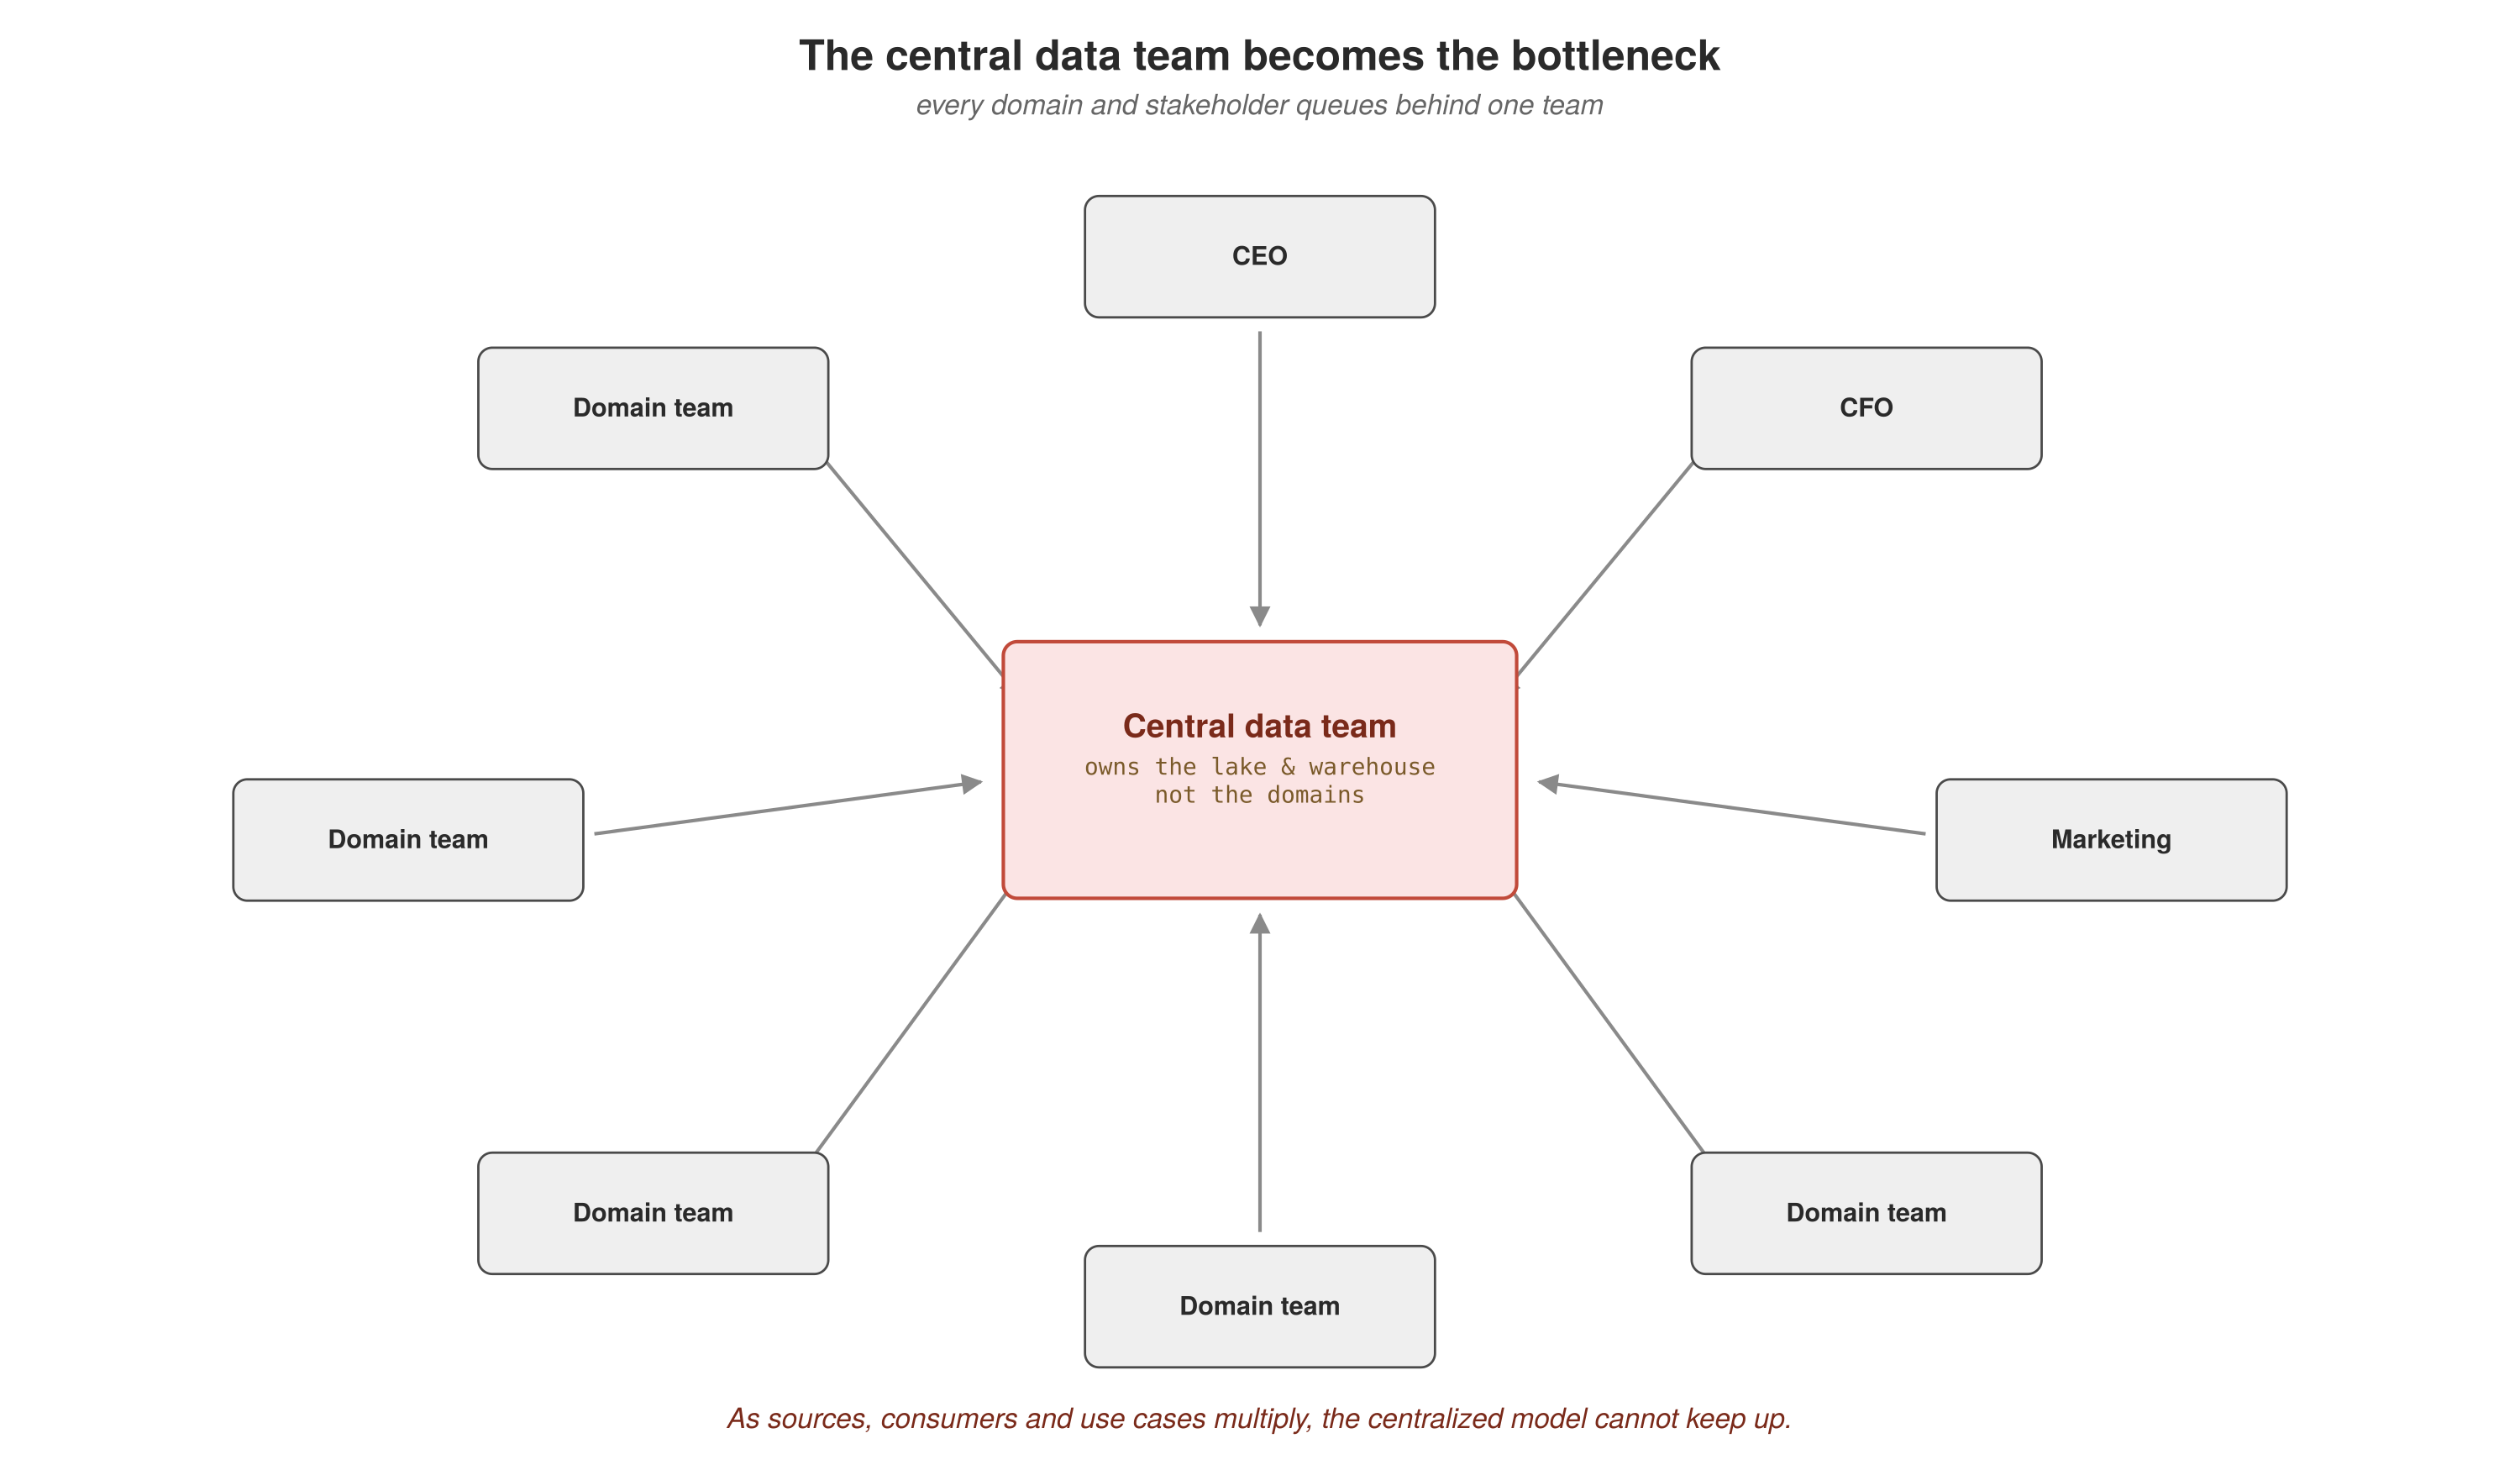 The central data team becomes the bottleneck
every domain and stakeholder queues behind one team
CEO
Domain team
CFO
Central data team
owns the lake & warehouse
not the domains
Domain team
Marketing
Domain team
Domain team
Domain team
As sources, consumers and use cases multiply, the centralized model cannot keep up.